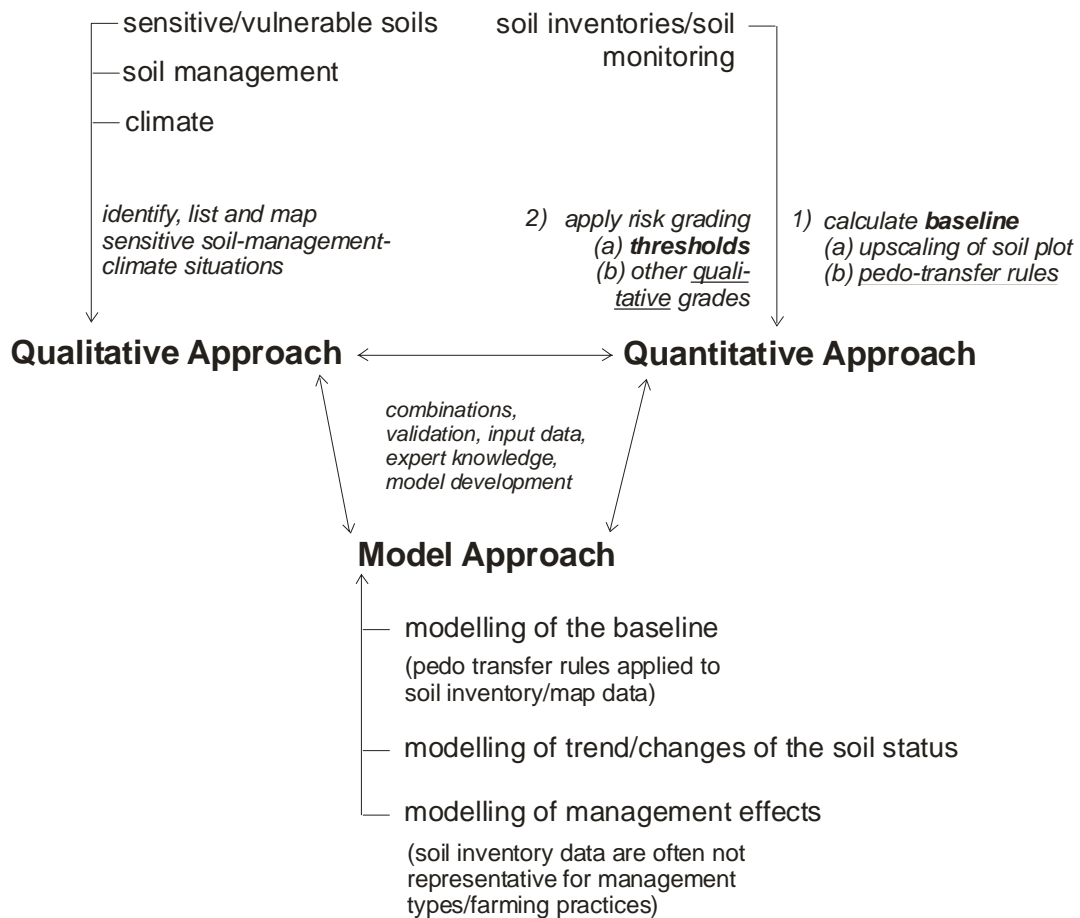 sensitive/vulnerable soils
soil management
climate
identify, list and map
sensitive soil-management-
climate situations
soil inventories/soil
monitoring
2) apply risk grading
(a) thresholds
(b) other quali-
tative grades
1) calculate baseline
(a) upscaling of soil plot
(b) pedo-transfer rules
Qualitative Approach
Quantitative Approach
combinations,
validation, input data,
expert knowledge,
model development
Model Approach
modelling of the baseline
(pedo transfer rules applied to
soil inventory/map data)
modelling of trend/changes of the soil status
modelling of management effects
(soil inventory data are often not
representative for management
types/farming practices)